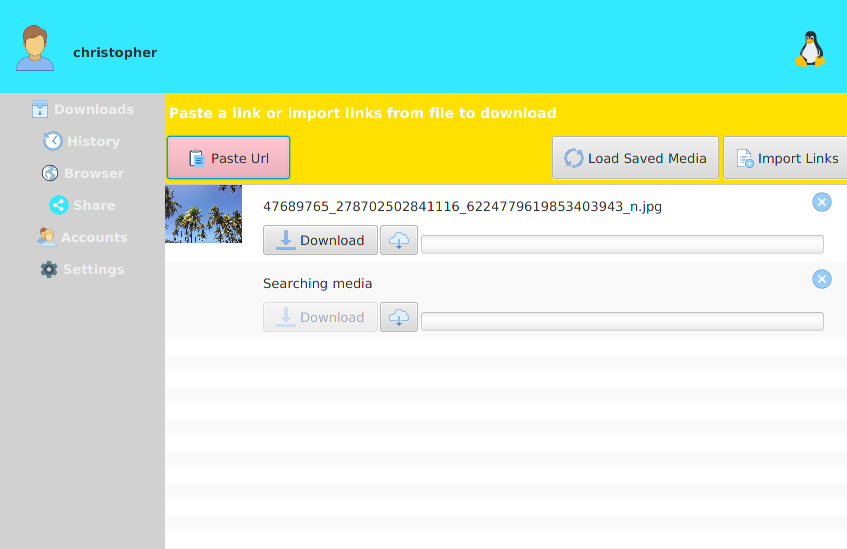 christopher
Downloads
History
Browser
Share
Accounts
Settings
Paste a link or import links from file to download
Paste Url
Load Saved Media
Import Links
47689765_278702502841116_6224779619853403943_n.jpg
Download
Searching media
Download